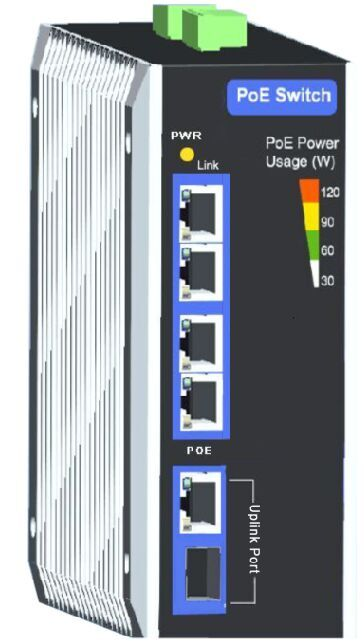 PoE Switch
PWR
Link
PoE Power
Usage (W)
120
90
60
30
POE
Uplink Port